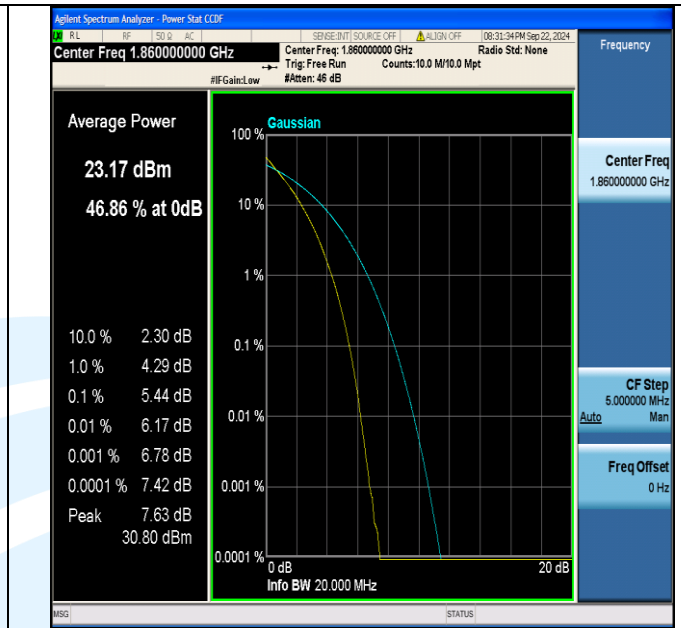 Agilent Spectrum Analyzer - Power Stat CCDF
RL RF 50 Ω AC SENSE:INT SOURCE OFF ALIGN OFF 08:31:34 PM Sep 22, 2024
Center Freq 1.860000000 GHz
Center Freq: 1.860000000 GHz Radio Std: None
Trig: Free Run Counts:10.0 M/10.0 Mpt
#IFGain:Low #Atten: 46 dB
Frequency
Average Power
23.17 dBm
46.86 % at 0dB
10.0 % 2.30 dB
1.0 % 4.29 dB
0.1 % 5.44 dB
0.01 % 6.17 dB
0.001 % 6.78 dB
0.0001 % 7.42 dB
Peak 7.63 dB
30.80 dBm
Gaussian
100 %
10 %
1 %
0.1 %
0.01 %
0.001 %
0.0001 %
0 dB 20 dB
Info BW 20.000 MHz
Center Freq
1.860000000 GHz
CF Step
5.000000 MHz
Auto Man
Freq Offset
0 Hz
MSG STATUS